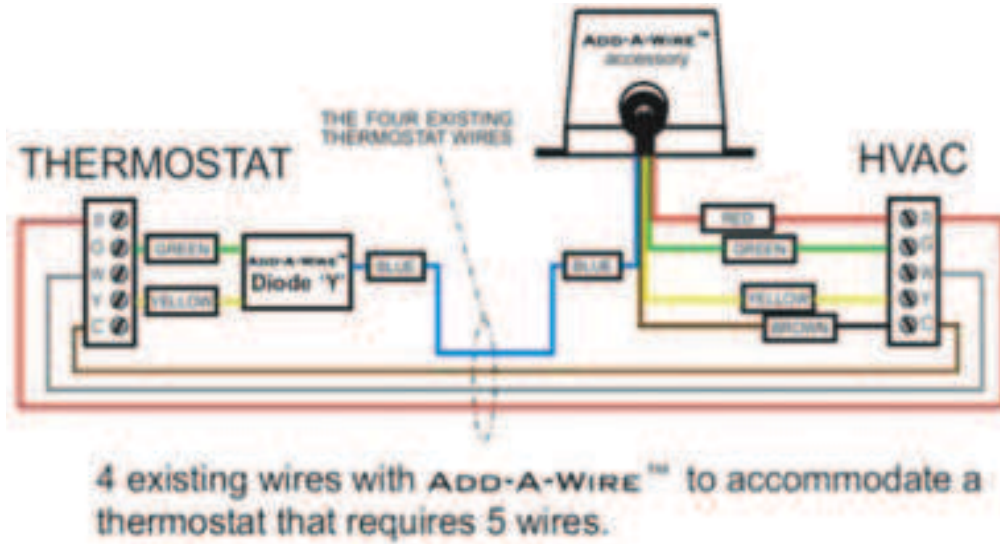 ADD-A-WIRE™
accessory
THE FOUR EXISTING
THERMOSTAT WIRES
THERMOSTAT
HVAC
R
G
W
Y
C
GREEN
YELLOW
ADD-A-WIRE™
Diode 'Y'
BLUE
BLUE
RED
GREEN
YELLOW
BROWN
R
G
W
Y
C
4 existing wires with ADD-A-WIRE™ to accommodate a
thermostat that requires 5 wires.